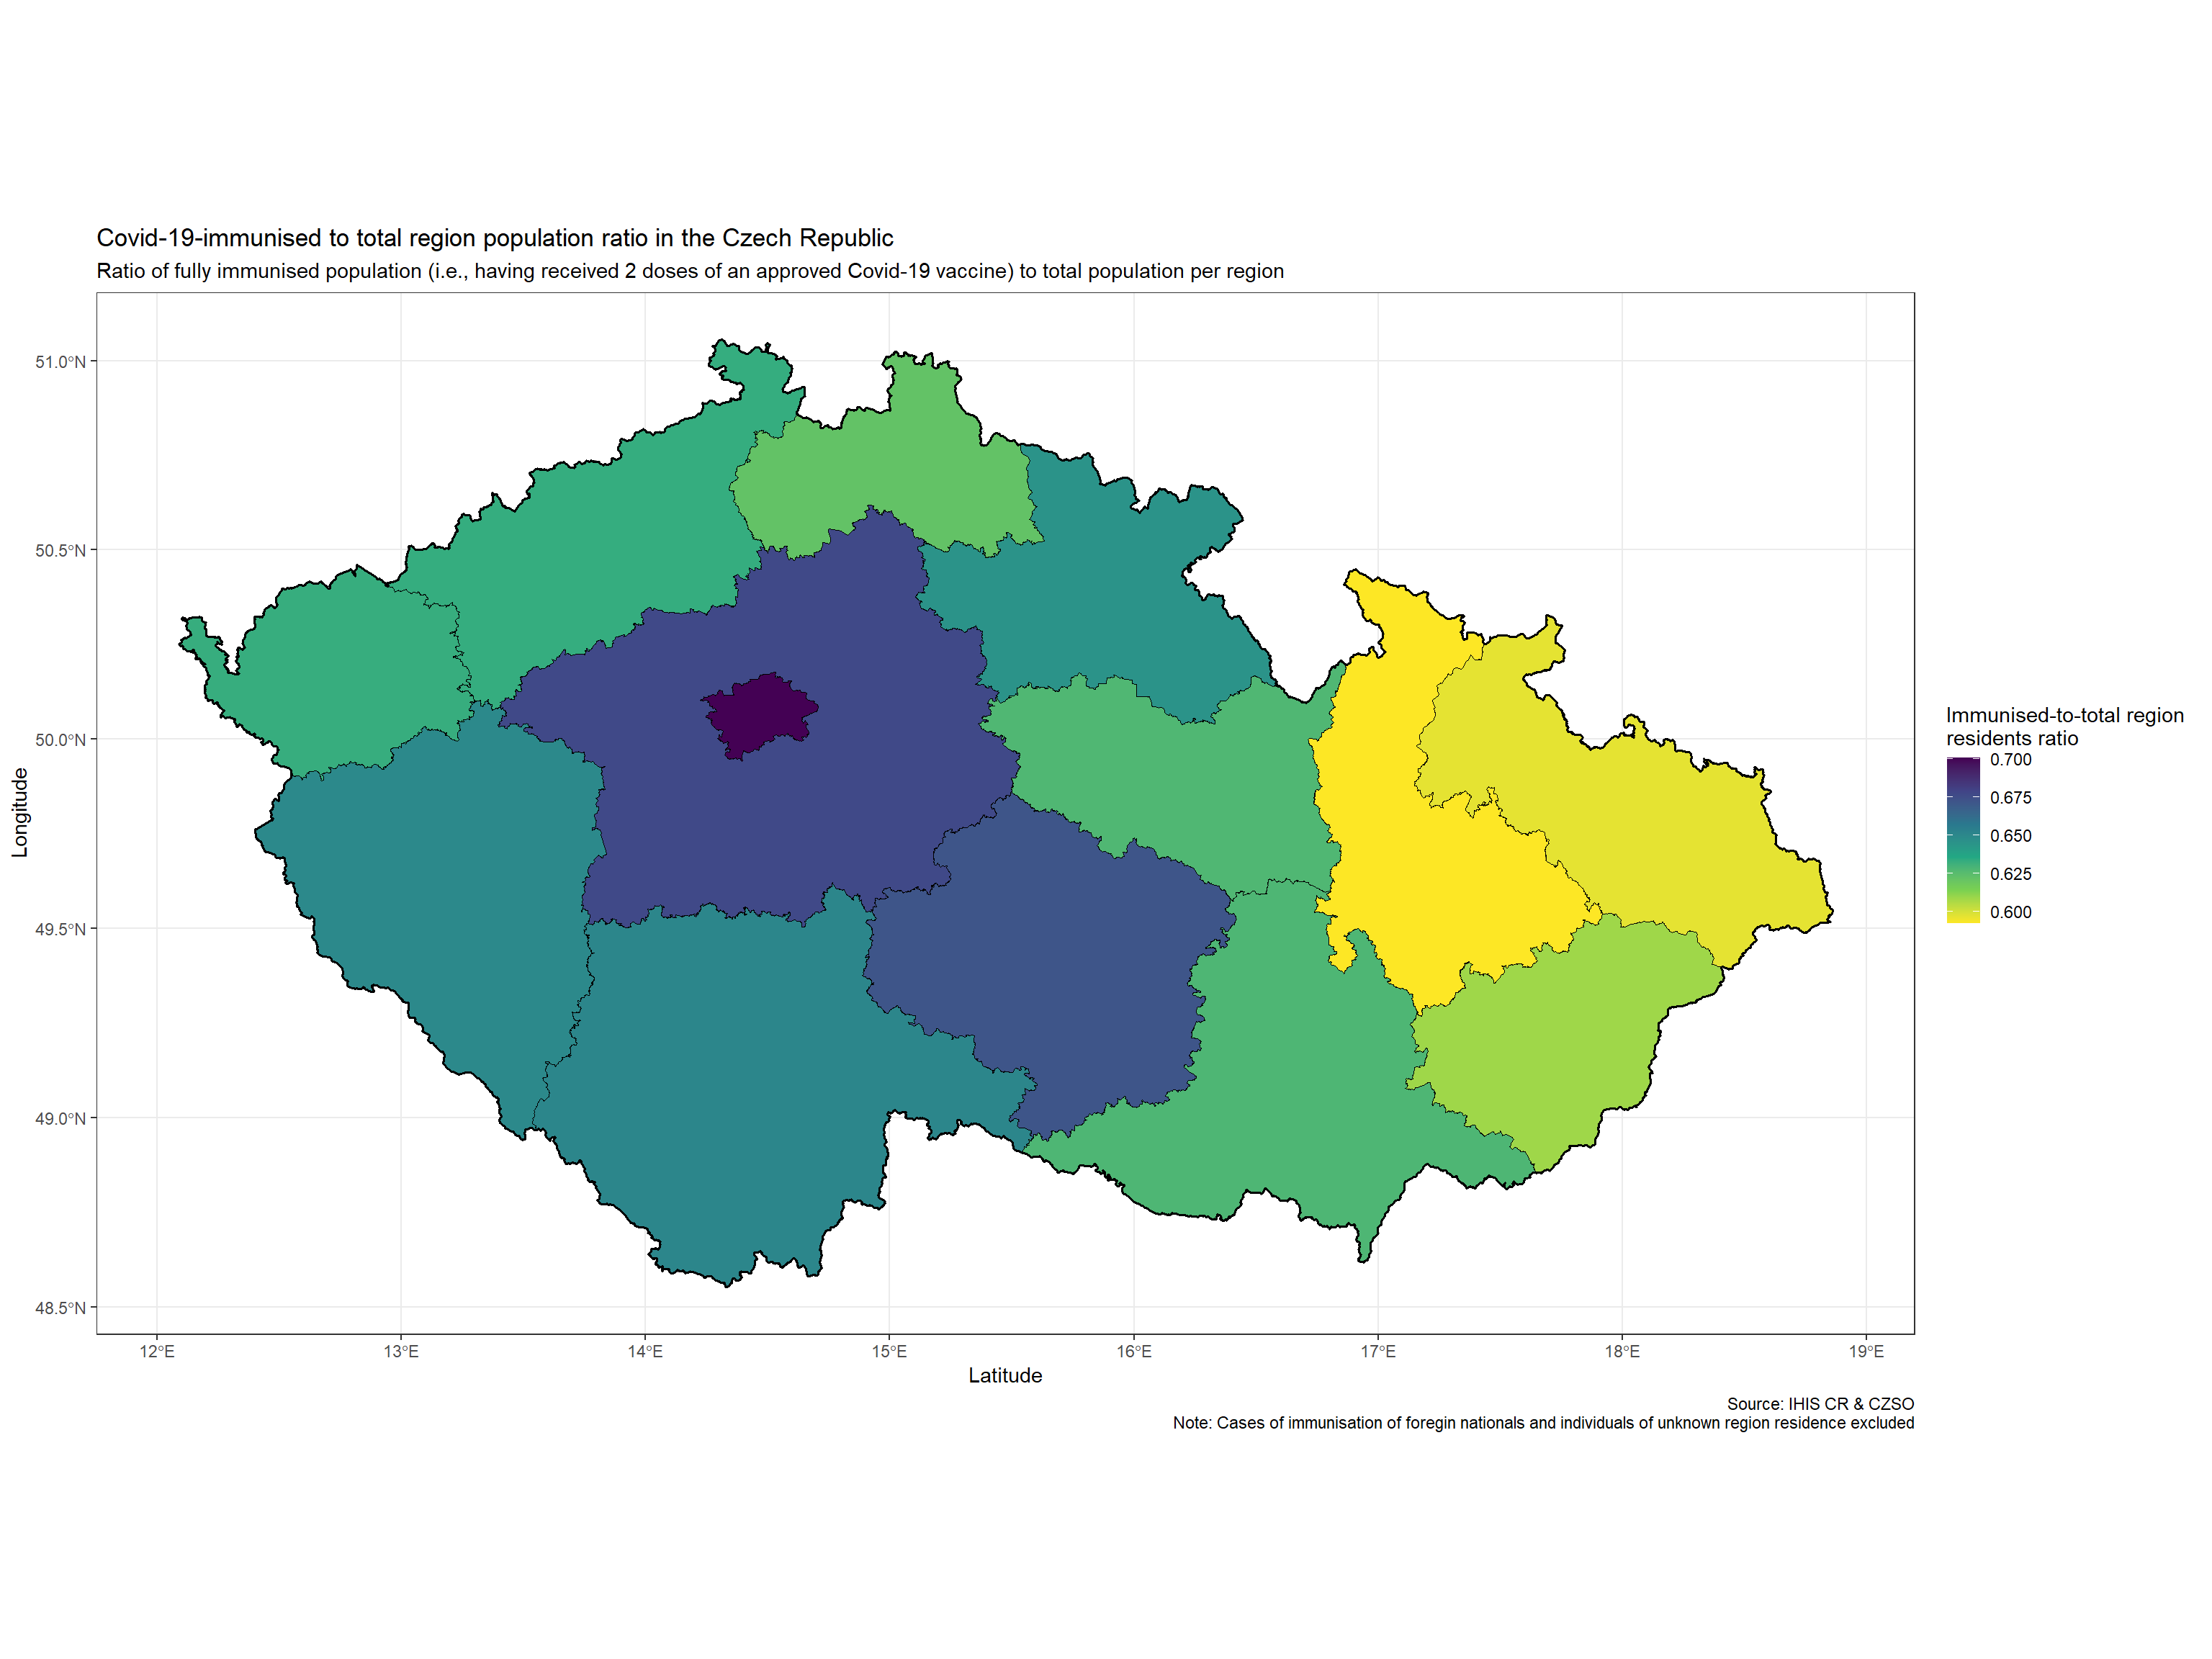 Covid-19-immunised to total region population ratio in the Czech Republic
Ratio of fully immunised population (i.e., having received 2 doses of an approved Covid-19 vaccine) to total population per region
51.0°N
50.5°N
50.0°N
49.5°N
49.0°N
48.5°N
Longitude
12°E
13°E
14°E
15°E
16°E
17°E
18°E
19°E
Latitude
Immunised-to-total region
residents ratio
0.700
0.675
0.650
0.625
0.600
Source: IHIS CR & CZSO
Note: Cases of immunisation of foregin nationals and individuals of unknown region residence excluded